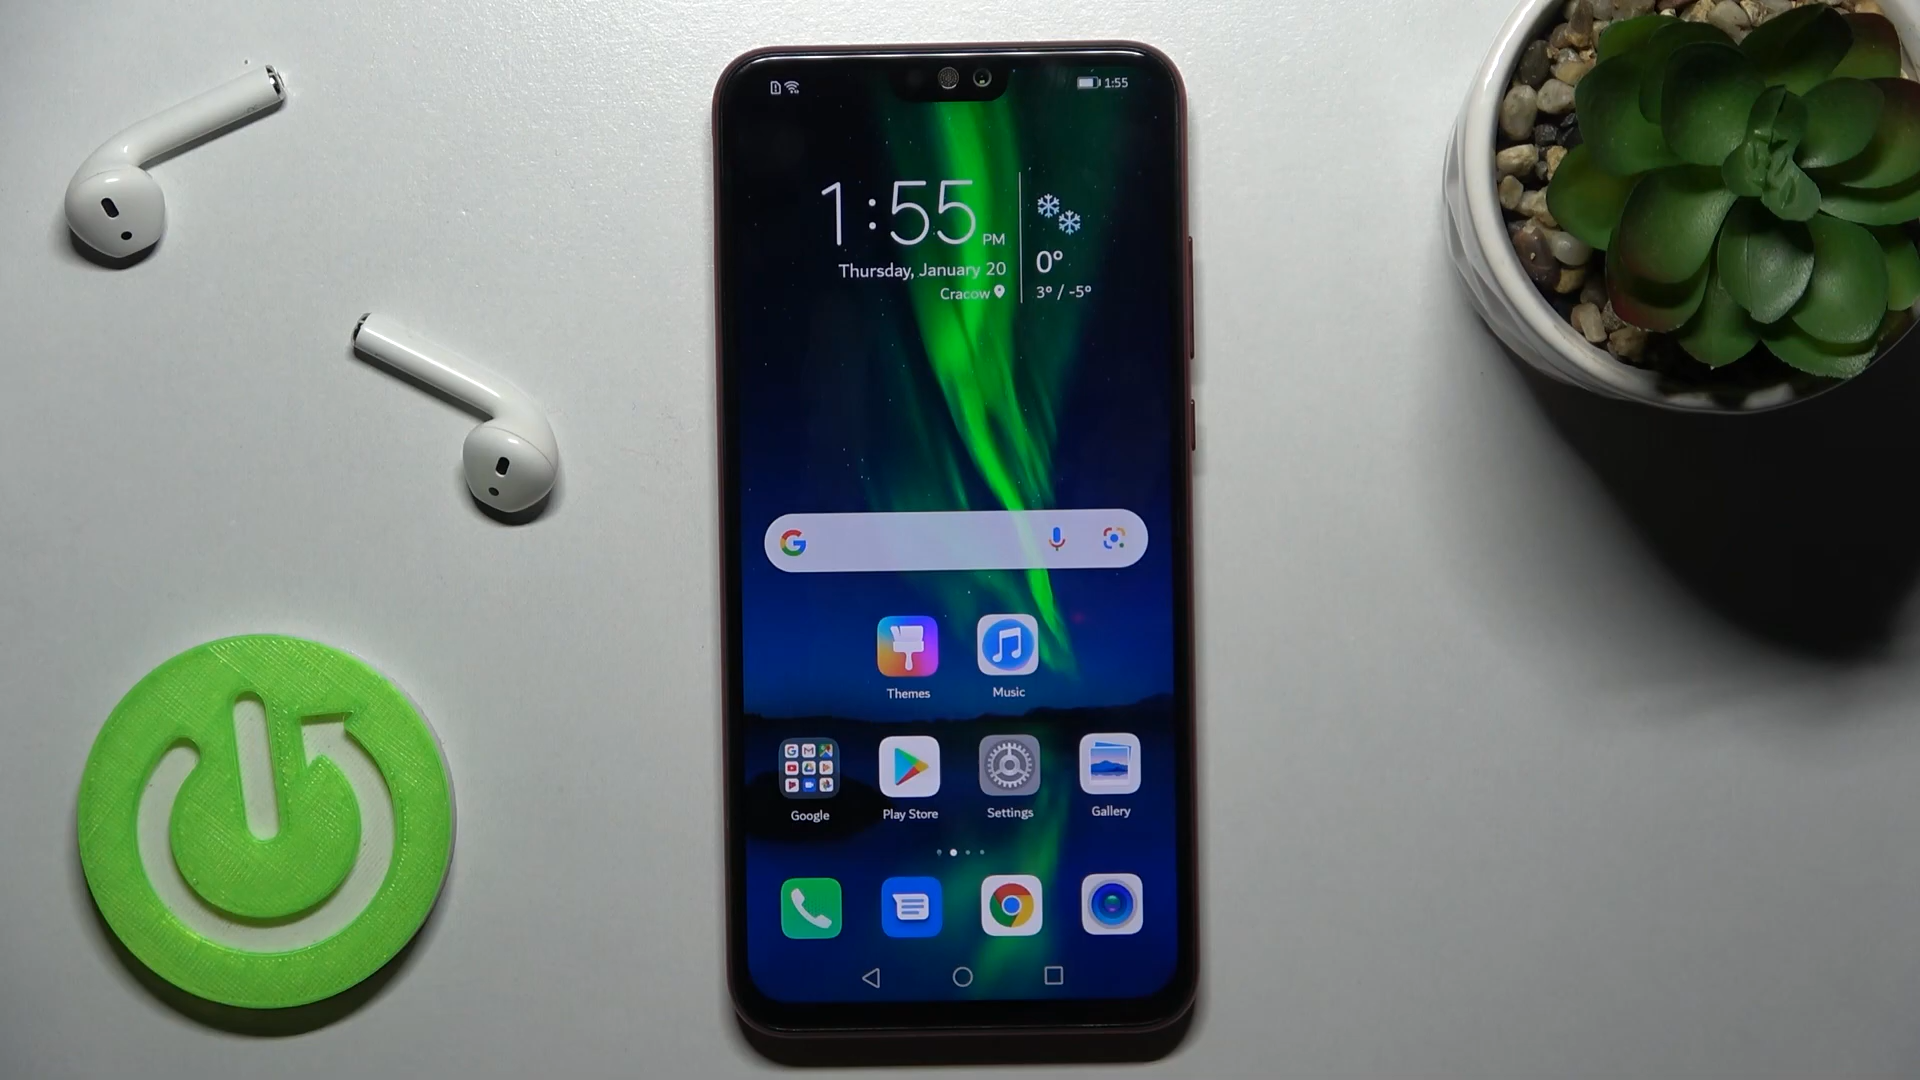 1:55
1:55 PM
Thursday, January 20
Cracow
0°
3° / -5°
Themes
Music
Google
Play Store
Settings
Gallery